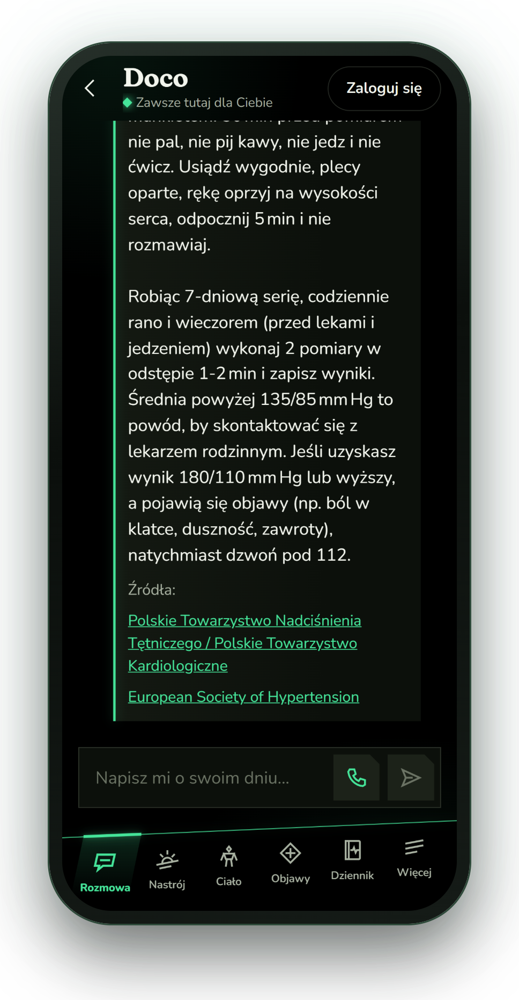 Doco
Zawsze tutaj dla Ciebie
Zaloguj się
nie pal, nie pij kawy, nie jedz i nie
ćwicz. Usiądź wygodnie, plecy
oparte, rękę oprzyj na wysokości
serca, odpocznij 5 min i nie
rozmawiaj.
Robiąc 7-dniową serię, codziennie
rano i wieczorem (przed lekami i
jedzeniem) wykonaj 2 pomiary w
odstępie 1-2 min i zapisz wyniki.
Średnia powyżej 135/85 mm Hg to
powód, by skontaktować się z
lekarzem rodzinnym. Jeśli uzyskasz
wynik 180/110 mm Hg lub wyższy,
a pojawią się objawy (np. ból w
klatce, duszność, zawroty),
natychmiast dzwoń pod 112.
Źródła:
Polskie Towarzystwo Nadciśnienia
Tętniczego / Polskie Towarzystwo
Kardiologiczne
European Society of Hypertension
Napisz mi o swoim dniu...
Rozmowa
Nastrój
Ciało
Objawy
Dziennik
Więcej